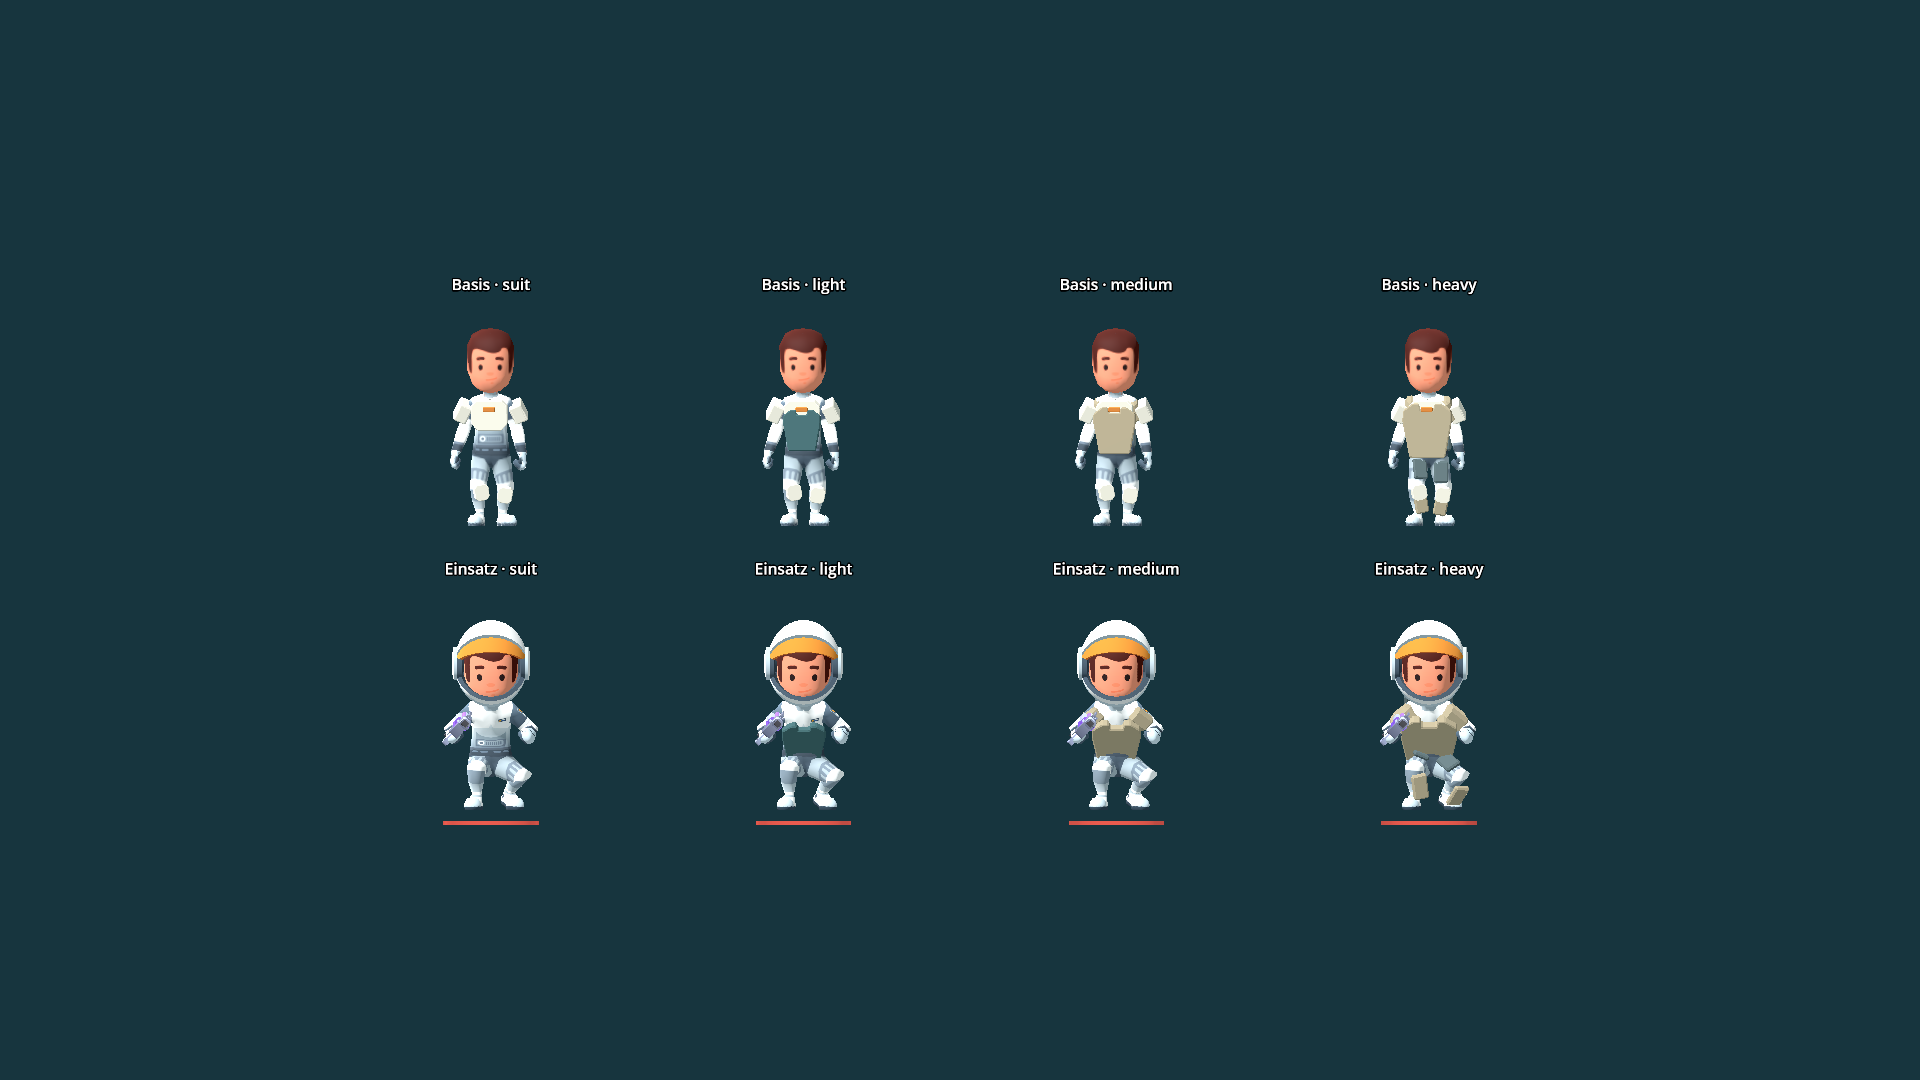 Basis · suit
Basis · light
Basis · medium
Basis · heavy
Einsatz · suit
Einsatz · light
Einsatz · medium
Einsatz · heavy